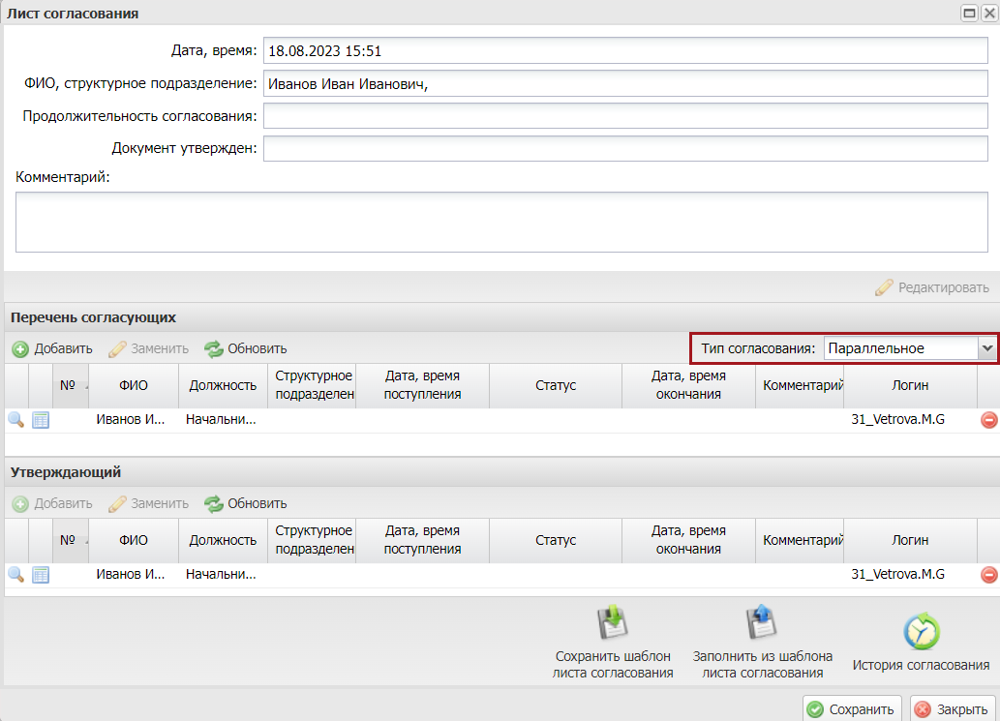 Лист согласования
Дата, время: 18.08.2023 15:51
ФИО, структурное подразделение: Иванов Иван Иванович,
Продолжительность согласования:
Документ утвержден:
Комментарий:
Редактировать
Перечень согласующих
Добавить Заменить Обновить Тип согласования: Параллельное
№ ФИО Должность Структурное подразделен Дата, время поступления Статус Дата, время окончания Комментарий Логин
Иванов И... Начальни... 31_Vetrova.M.G
Утверждающий
Добавить Заменить Обновить
№ ФИО Должность Структурное подразделен Дата, время поступления Статус Дата, время окончания Комментарий Логин
Иванов И... Начальни... 31_Vetrova.M.G
Сохранить шаблон листа согласования
Заполнить из шаблона листа согласования
История согласования
Сохранить Закрыть